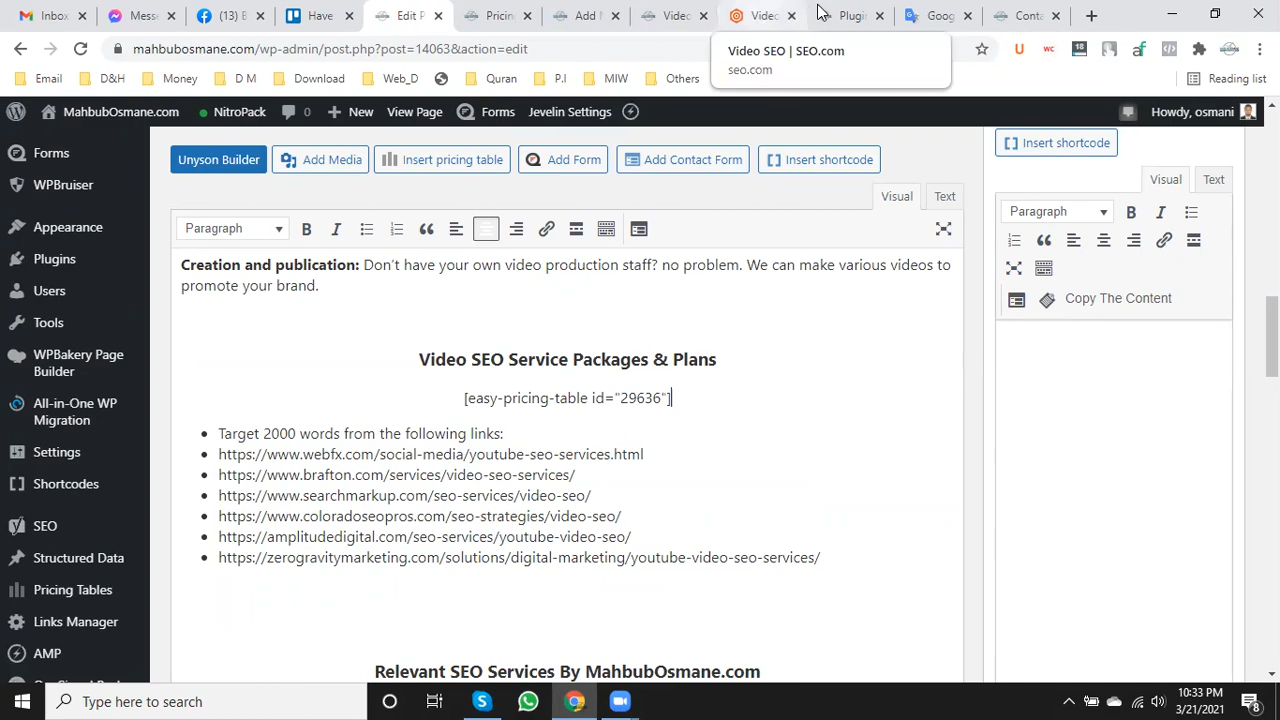 Inbox
Messe
(13) B
Have
Edit P
Pricing
Add N
Video
Video
Plugin
Goog
Conta
mahbubosmane.com/wp-admin/post.php?post=14063&action=edit
Video SEO | SEO.com
seo.com
Email
D&H
Money
D M
Download
Web_D
Quran
P.I
MIW
Others
Reading list
MahbubOsmane.com
NitroPack
0
New
View Page
Forms
Jevelin Settings
Howdy, osmani
Forms
WPBruiser
Appearance
Plugins
Users
Tools
WPBakery Page
Builder
All-in-One WP
Migration
Settings
Shortcodes
SEO
Structured Data
Pricing Tables
Links Manager
AMP
Unyson Builder
Add Media
Insert pricing table
Add Form
Add Contact Form
Insert shortcode
Visual
Text
Paragraph
Creation and publication: Don't have your own video production staff? no problem. We can make various videos to
promote your brand.
Video SEO Service Packages & Plans
[easy-pricing-table id="29636"]
Target 2000 words from the following links:
https://www.webfx.com/social-media/youtube-seo-services.html
https://www.brafton.com/services/video-seo-services/
https://www.searchmarkup.com/seo-services/video-seo/
https://www.coloradoseopros.com/seo-strategies/video-seo/
https://amplitudedigital.com/seo-services/youtube-video-seo/
https://zerogravitymarketing.com/solutions/digital-marketing/youtube-video-seo-services/
Relevant SEO Services By MahbubOsmane.com
Insert shortcode
Visual
Text
Paragraph
Copy The Content
Type here to search
10:33 PM
3/21/2021
8